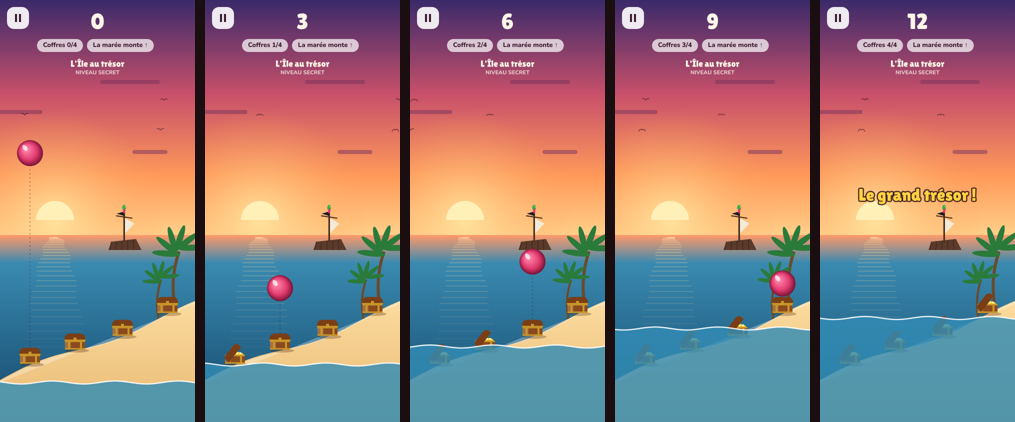 0
Coffres 0/4 La marée monte ↑
L'Île au trésor
NIVEAU SECRET
3
Coffres 1/4 La marée monte ↑
L'Île au trésor
NIVEAU SECRET
6
Coffres 2/4 La marée monte ↑
L'Île au trésor
NIVEAU SECRET
9
Coffres 3/4 La marée monte ↑
L'Île au trésor
NIVEAU SECRET
12
Coffres 4/4 La marée monte ↑
L'Île au trésor
NIVEAU SECRET
Le grand trésor !